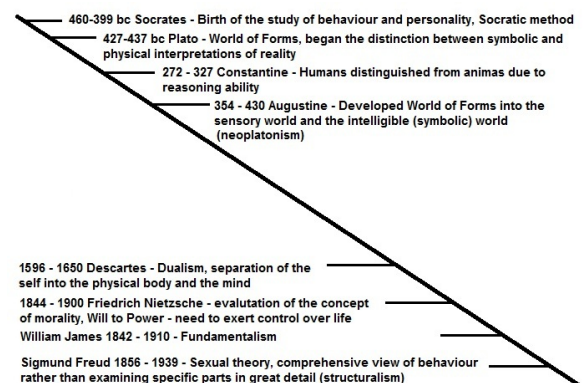 460-399 bc Socrates - Birth of the study of behaviour and personality, Socratic method
427-437 bc Plato - World of Forms, began the distinction between symbolic and
physical interpretations of reality
272 - 327 Constantine - Humans distinguished from animas due to
reasoning ability
354 - 430 Augustine - Developed World of Forms into the
sensory world and the intelligible (symbolic) world
(neoplatonism)
1596 - 1650 Descartes - Dualism, separation of the
self into the physical body and the mind
1844 - 1900 Friedrich Nietzsche - evalutation of the concept
of morality, Will to Power - need to exert control over life
William James 1842 - 1910 - Fundamentalism
Sigmund Freud 1856 - 1939 - Sexual theory, comprehensive view of behaviour
rather than examining specific parts in great detail (structuralism)